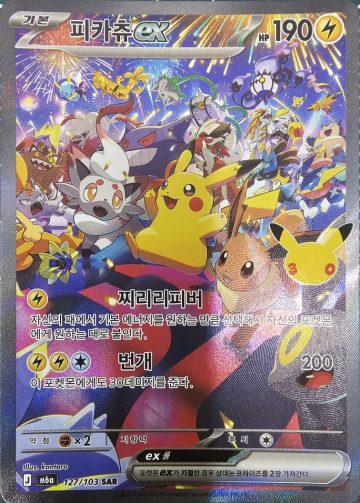 기본 피카츄ex HP190
30
찌리리피버
자신의 패에서 기본 에너지를 원하는 만큼 선택해서 자신의 포켓몬
에게 원하는 대로 붙인다.
번개 200
이 포켓몬에게도 30데미지를 준다.
약점 ×2 저항력 후퇴
ex 룰
포켓몬 ex가 기절한 경우 상대는 프라이즈를 2장 가져간다.
Illus. kantaro
J M6a 127/103 SAR